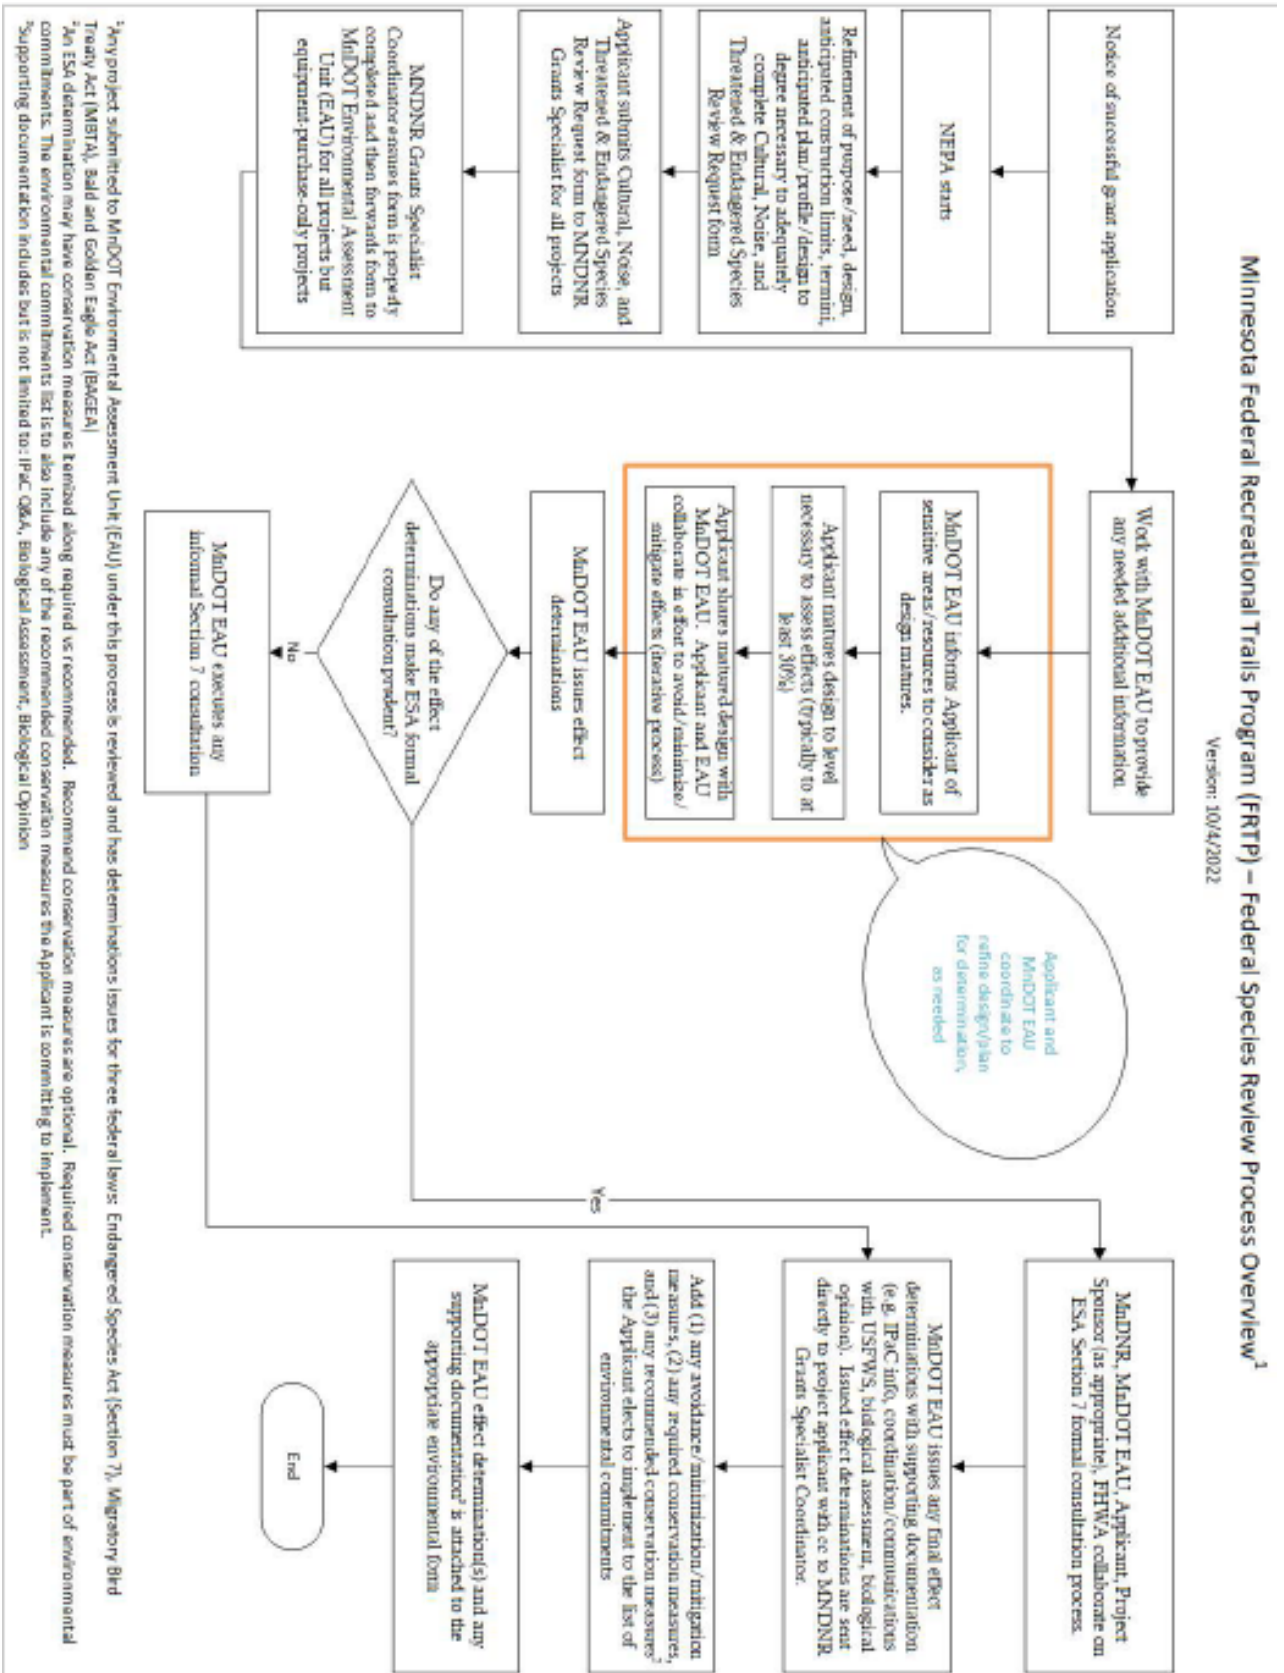 Minnesota Federal Recreational Trails Program (FRTP) – Federal Species Review Process Overview¹
Version: 10/4/2022
Notice of successful grant application
NEPA starts
Refinement of purpose/need, design,
anticipated construction limits, termini,
anticipated plan/profile/design to
degree necessary to adequately
complete Cultural, Noise, and
Threatened & Endangered Species
Review Request form
Applicant submits Cultural, Noise, and
Threatened & Endangered Species
Review Request form to MNDNR
Grants Specialist for all projects
MNDNR Grants Specialist
Coordinator ensures form is properly
completed and then forwards form to
MnDOT Environmental Assessment
Unit (EAU) for all projects but
equipment-purchase-only projects
Work with MnDOT EAU to provide
any needed additional information
MnDOT EAU informs Applicant of
sensitive areas/resources to consider as
design matures.
Applicant matures design to level
necessary to assess effects (typically to at
least 30%)
Applicant shares matured design with
MnDOT EAU. Applicant and EAU
collaborate in effort to avoid/minimize/
mitigate effects (iterative process)
MnDOT EAU issues effect
determinations
Do any of the effect
determinations make ESA formal
consultation prudent?
No
MnDOT EAU executes any
informal Section 7 consultation
Applicant and
MnDOT EAU
coordinate to
refine design/plan
for determination,
as needed
Yes
MnDNR, MnDOT EAU, Applicant, Project
Sponsor (as appropriate), FHWA collaborate on
ESA Section 7 formal consultation process.
MnDOT EAU issues any final effect
determinations with supporting documentation
(e.g. IPaC info, coordination/communications
with USFWS, biological assessment, biological
opinion). Issued effect determinations are sent
directly to project applicant with cc to MNDNR
Grants Specialist Coordinator.
Add (1) any avoidance/minimization/mitigation
measures, (2) any required conservation measures,
and (3) any recommended conservation measures²
the Applicant elects to implement to the list of
environmental commitments
MnDOT EAU effect determination(s) and any
supporting documentation³ is attached to the
appropriate environmental form
End
¹Any project submitted to MnDOT Environmental Assessment Unit (EAU) under this process is reviewed and has determinations issues for three federal laws: Endangered Species Act (Section 7), Migratory Bird
Treaty Act (MBTA), Bald and Golden Eagle Act (BAGEA)
²An ESA determination may have conservation measures itemized along required vs recommended. Recommend conservation measures are optional. Required conservation measures must be part of environmental
commitments. The environmental commitments list is to also include any of the recommended conservation measures the Applicant is committing to implement.
³Supporting documentation includes but is not limited to: IPaC Q&A, Biological Assessment, Biological Opinion